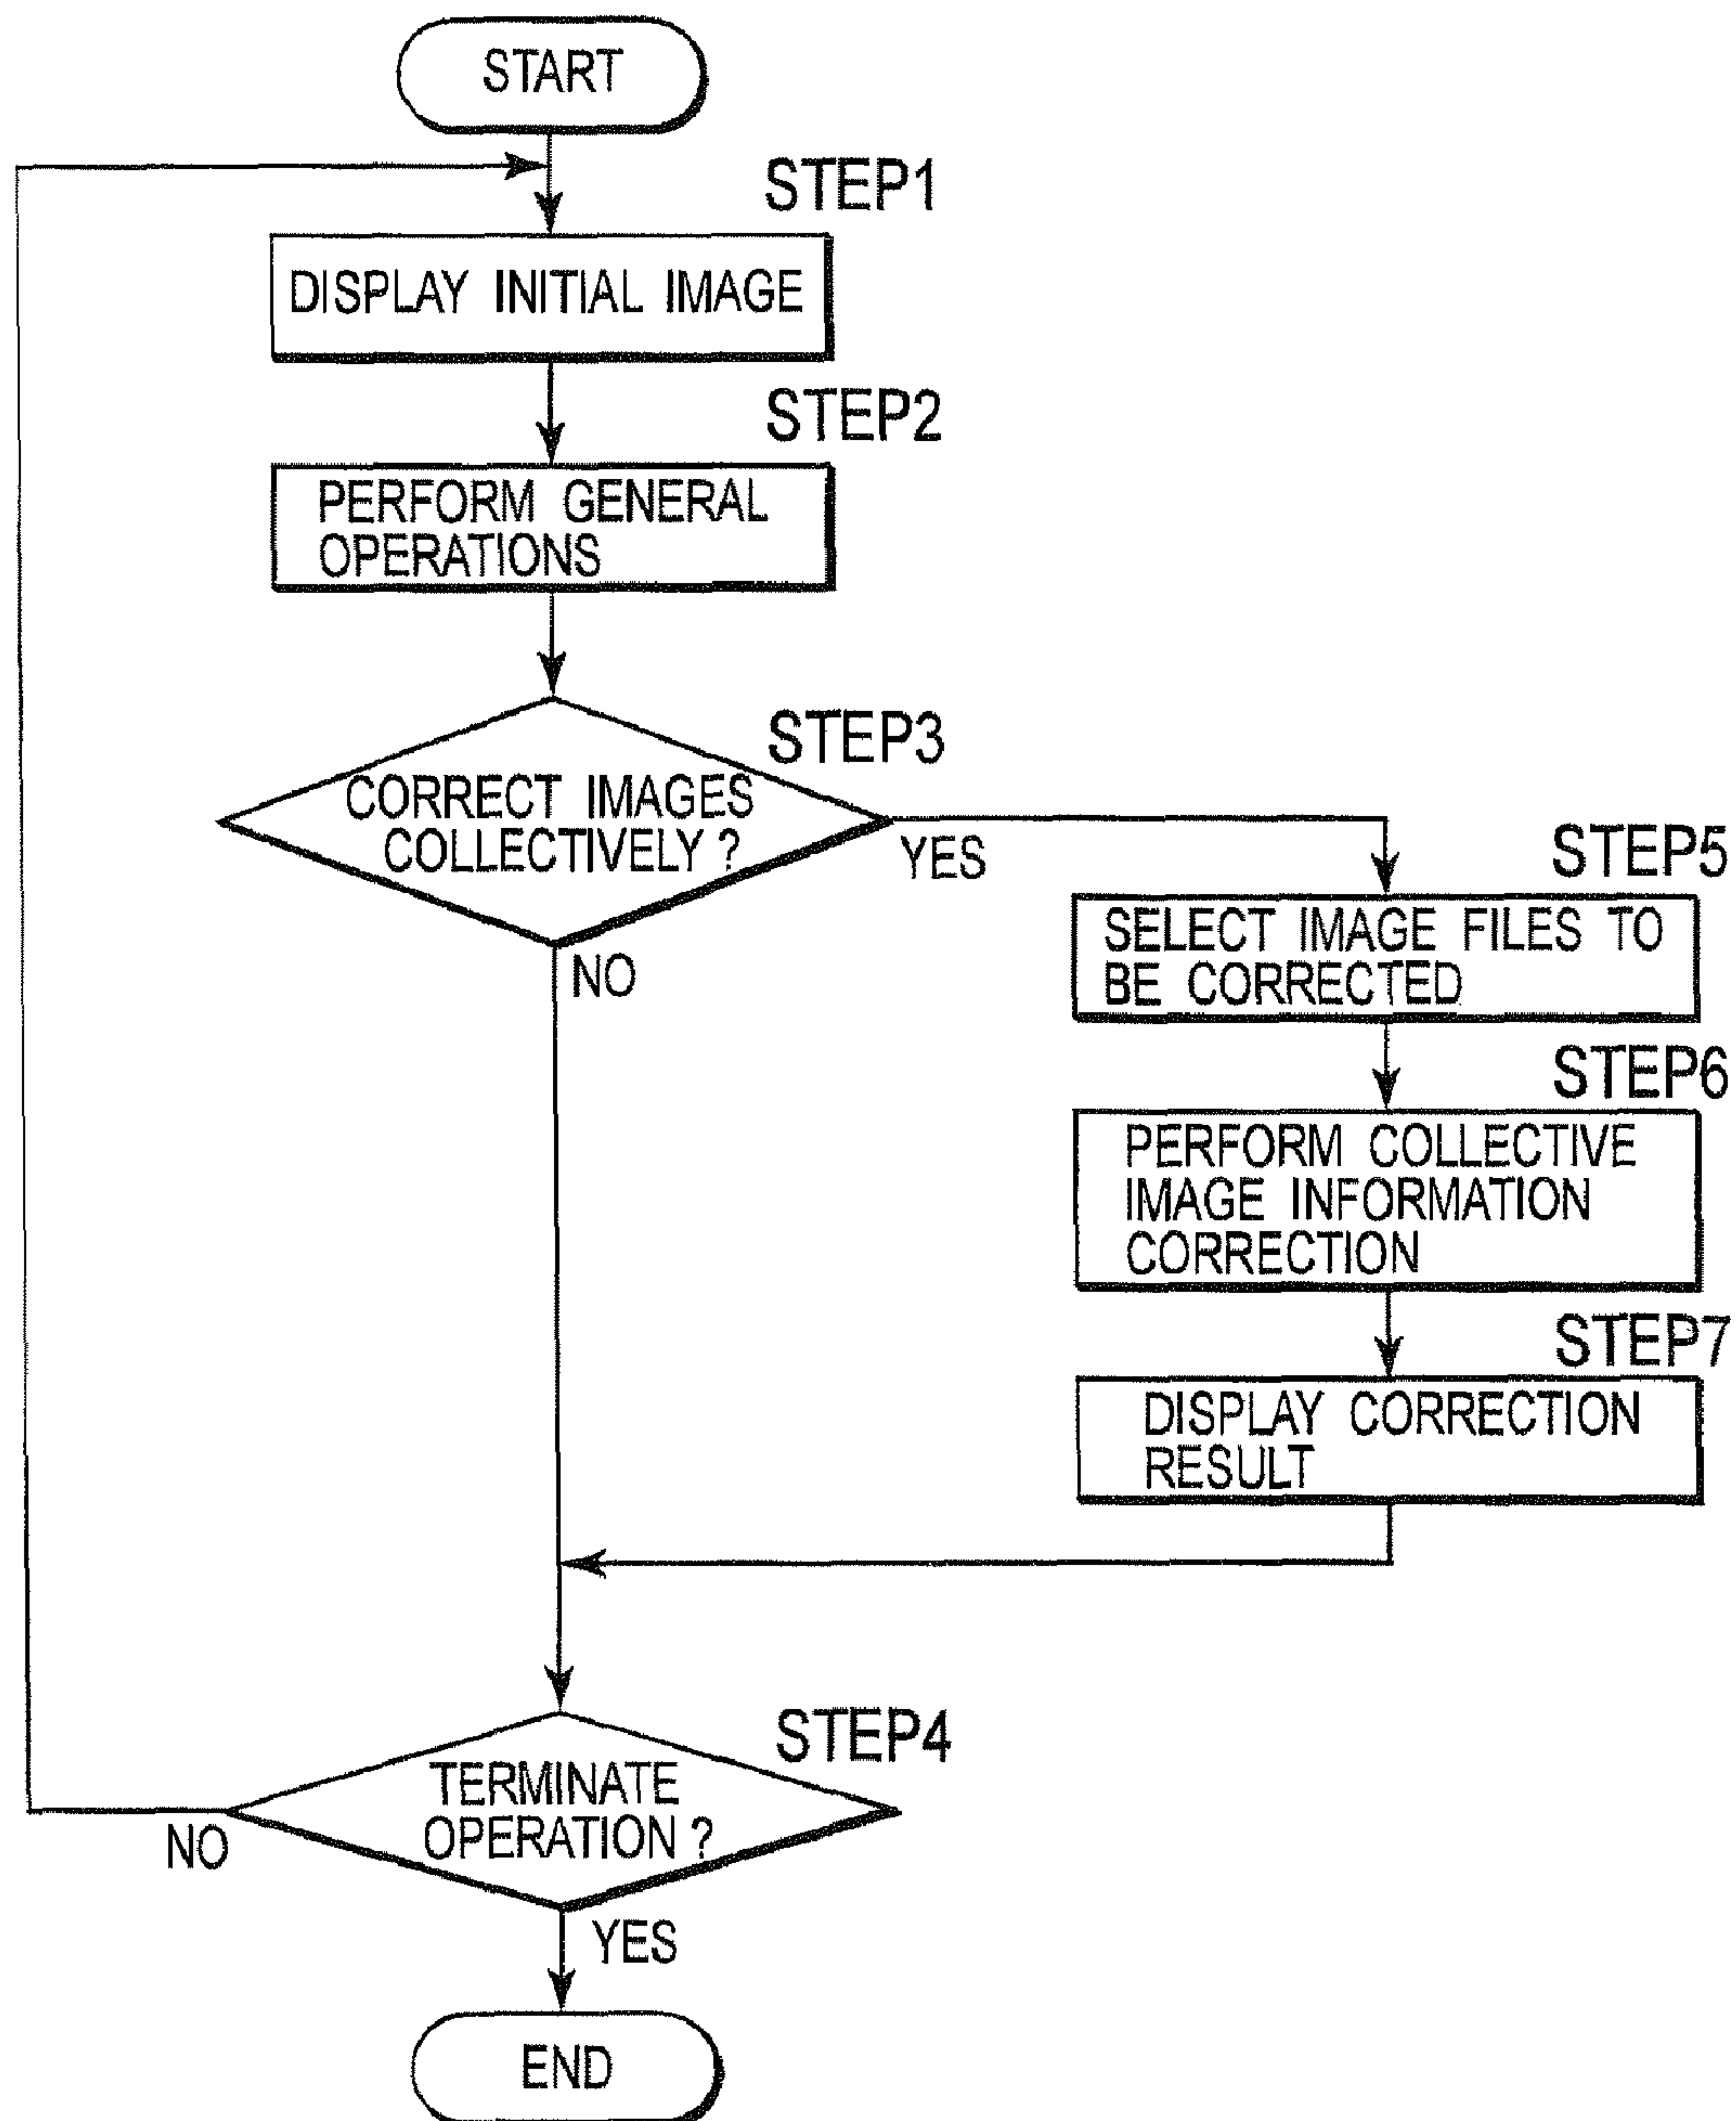 START
STEP1
DISPLAY INITIAL IMAGE
STEP2
PERFORM GENERAL
OPERATIONS
STEP3
CORRECT IMAGES
COLLECTIVELY ?
YES
NO
STEP5
SELECT IMAGE FILES TO
BE CORRECTED
STEP6
PERFORM COLLECTIVE
IMAGE INFORMATION
CORRECTION
STEP7
DISPLAY CORRECTION
RESULT
STEP4
TERMINATE
OPERATION ?
NO
YES
END